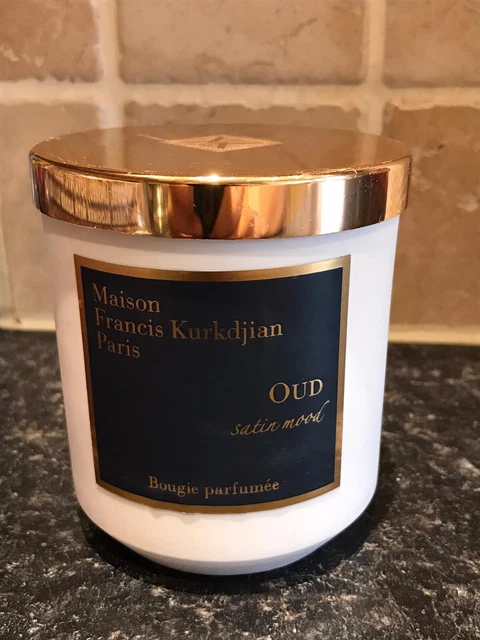 Maison
Francis Kurkdjian
Paris
OUD
satin mood
Bougie parfumée